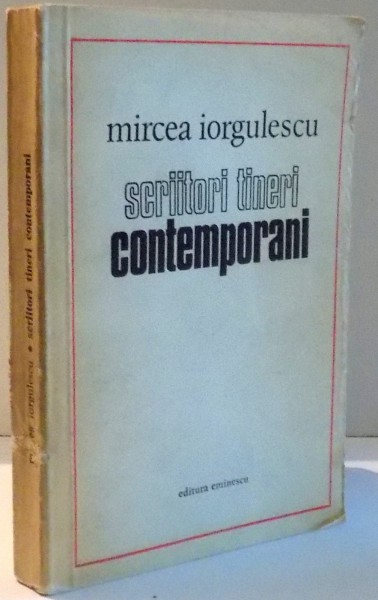 mircea iorgulescu
scriitori tineri
contemporani
editura eminescu
mircea iorgulescu • scriitori tineri contemporani